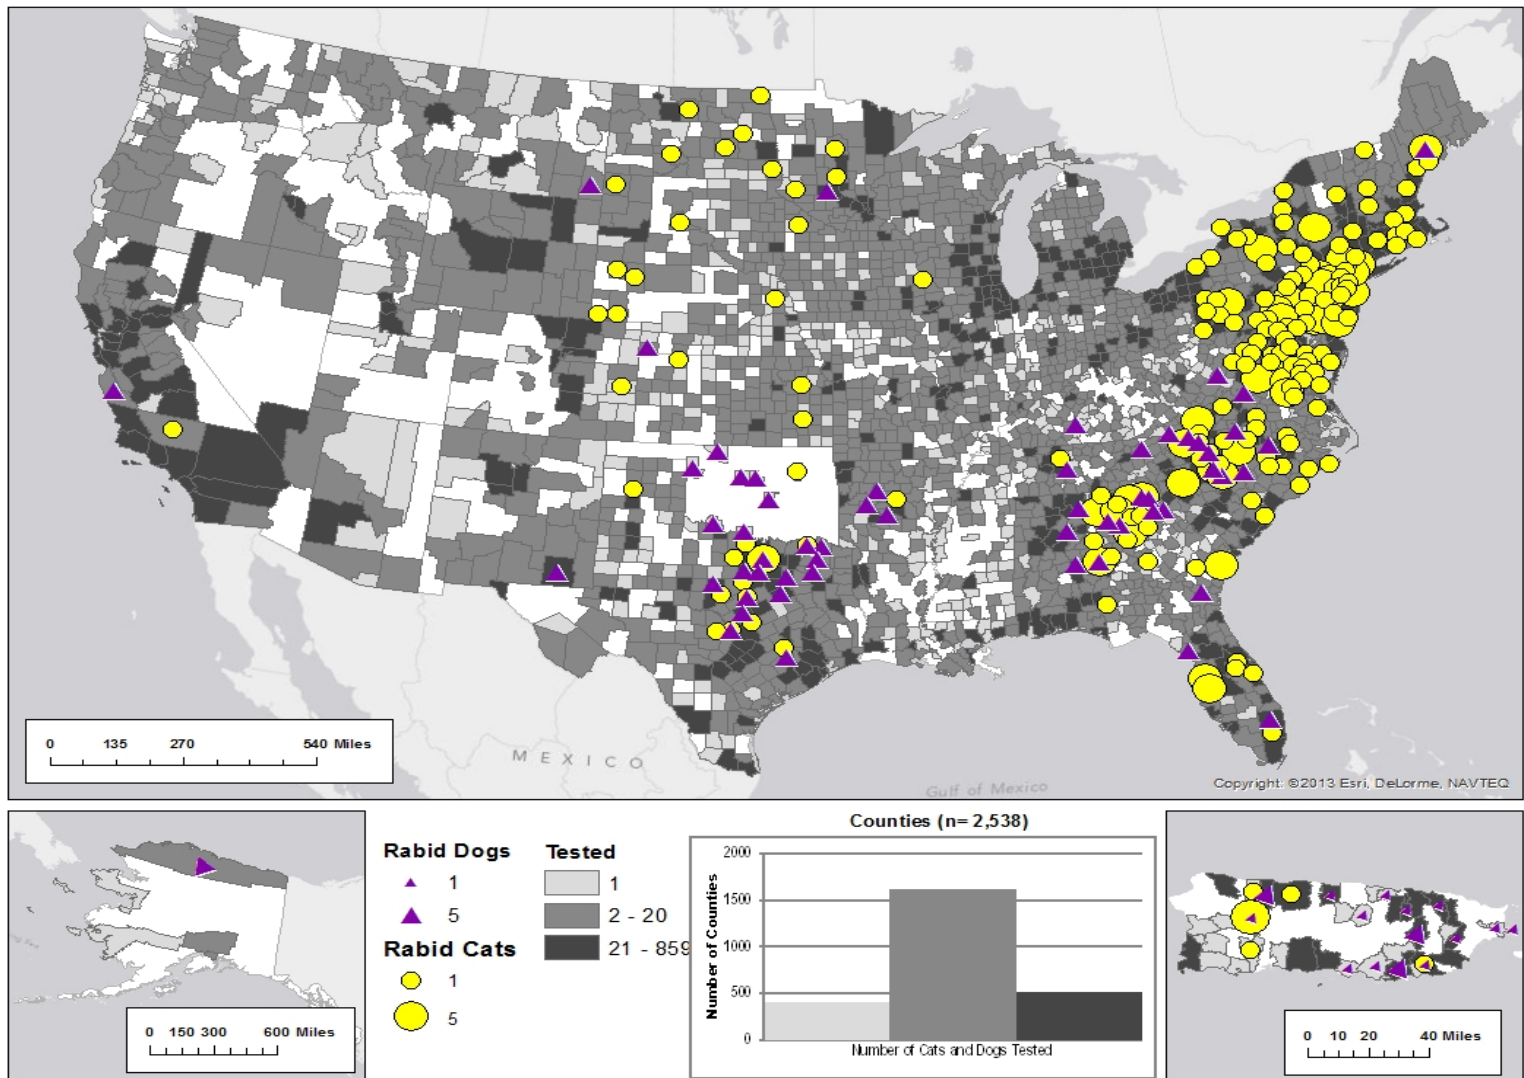 0 135 270 540 Miles
MEXICO
Gulf of Mexico
Copyright: ©2013 Esri, DeLorme, NAVTEQ
0 150 300 600 Miles
Rabid Dogs
1
5
Rabid Cats
1
5
Tested
1
2 - 20
21 - 859
Counties (n= 2,538)
Number of Counties
2000
1500
1000
500
0
Number of Cats and Dogs Tested
0 10 20 40 Miles